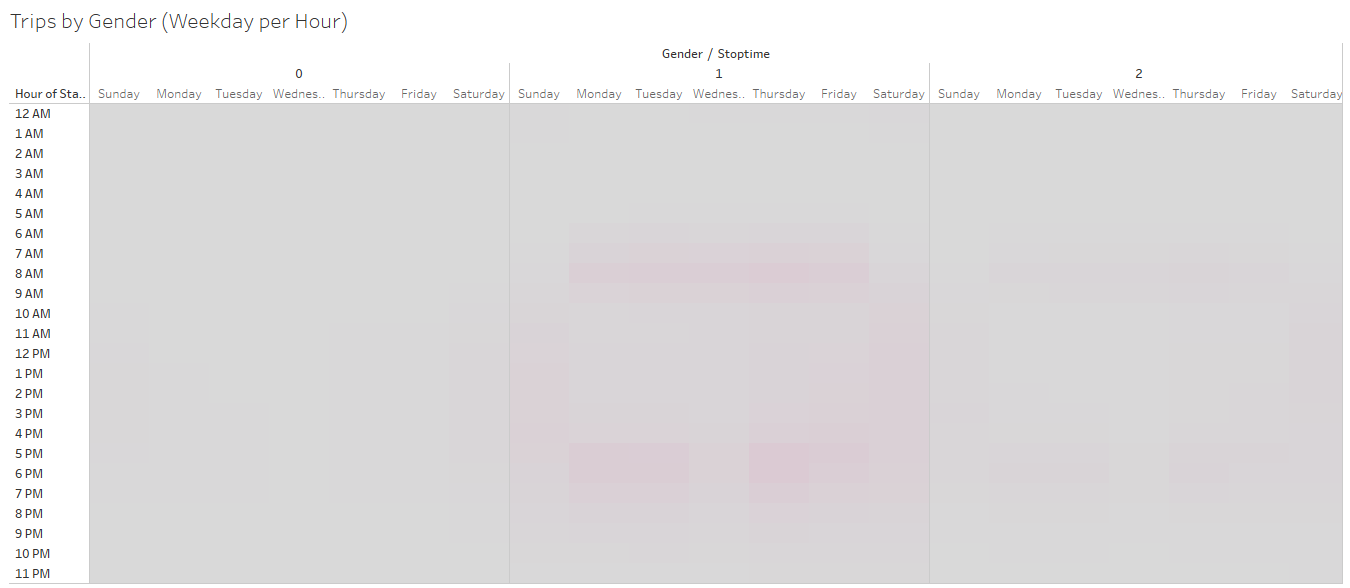 Trips by Gender (Weekday per Hour)
Gender / Stoptime
0 1 2
Hour of Sta.. Sunday Monday Tuesday Wednes.. Thursday Friday Saturday Sunday Monday Tuesday Wednes.. Thursday Friday Saturday Sunday Monday Tuesday Wednes.. Thursday Friday Saturday
12 AM
1 AM
2 AM
3 AM
4 AM
5 AM
6 AM
7 AM
8 AM
9 AM
10 AM
11 AM
12 PM
1 PM
2 PM
3 PM
4 PM
5 PM
6 PM
7 PM
8 PM
9 PM
10 PM
11 PM